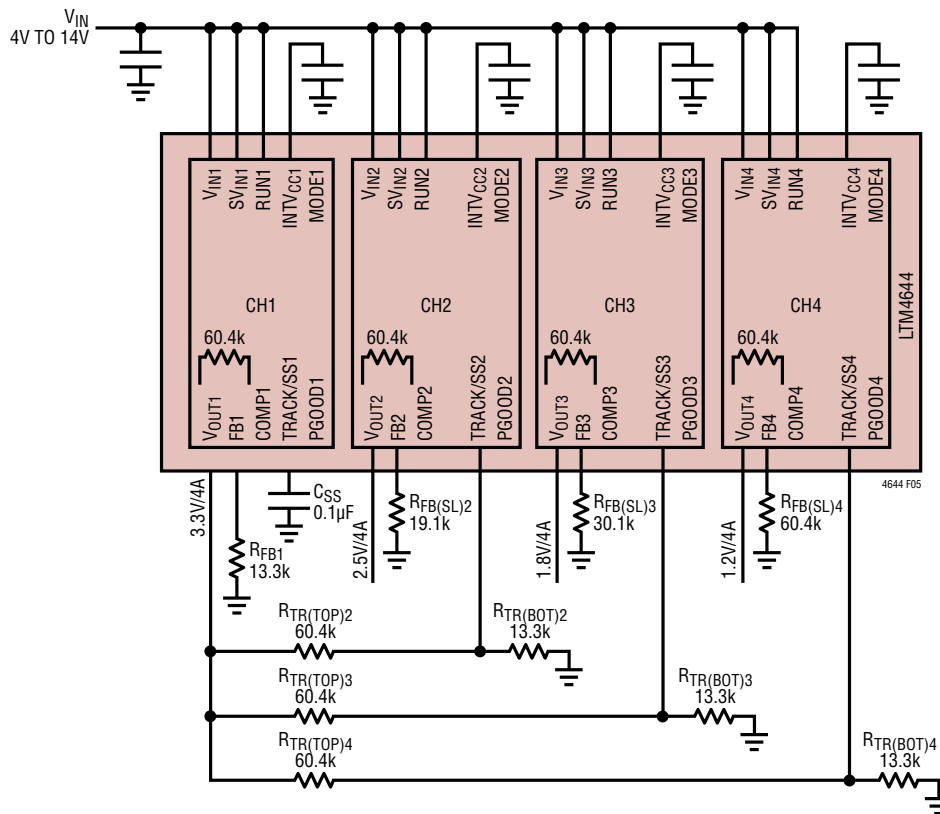 VIN
4V TO 14V
VIN1
SVIN1
RUN1
INTVCC1
MODE1
VIN2
SVIN2
RUN2
INTVCC2
MODE2
VIN3
SVIN3
RUN3
INTVCC3
MODE3
VIN4
SVIN4
RUN4
INTVCC4
MODE4
CH1
CH2
CH3
CH4
LTM4644
60.4k
60.4k
60.4k
60.4k
VOUT1
FB1
COMP1
TRACK/SS1
PGOOD1
VOUT2
FB2
COMP2
TRACK/SS2
PGOOD2
VOUT3
FB3
COMP3
TRACK/SS3
PGOOD3
VOUT4
FB4
COMP4
TRACK/SS4
PGOOD4
4644 F05
3.3V/4A
CSS
0.1µF
2.5V/4A
RFB(SL)2
19.1k
1.8V/4A
RFB(SL)3
30.1k
1.2V/4A
RFB(SL)4
60.4k
RFB1
13.3k
RTR(TOP)2
60.4k
RTR(BOT)2
13.3k
RTR(TOP)3
60.4k
RTR(BOT)3
13.3k
RTR(TOP)4
60.4k
RTR(BOT)4
13.3k